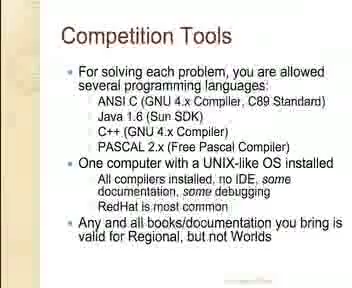 Competition Tools
For solving each problem, you are allowed
several programming languages:
ANSI C (GNU 4.x Compiler, C89 Standard)
Java 1.6 (Sun SDK)
C++ (GNU 4.x Compiler)
PASCAL 2.x (Free Pascal Compiler)
One computer with a UNIX-like OS installed
All compilers installed, no IDE, some
documentation, some debugging
RedHat is most common
Any and all books/documentation you bring is
valid for Regional, but not Worlds